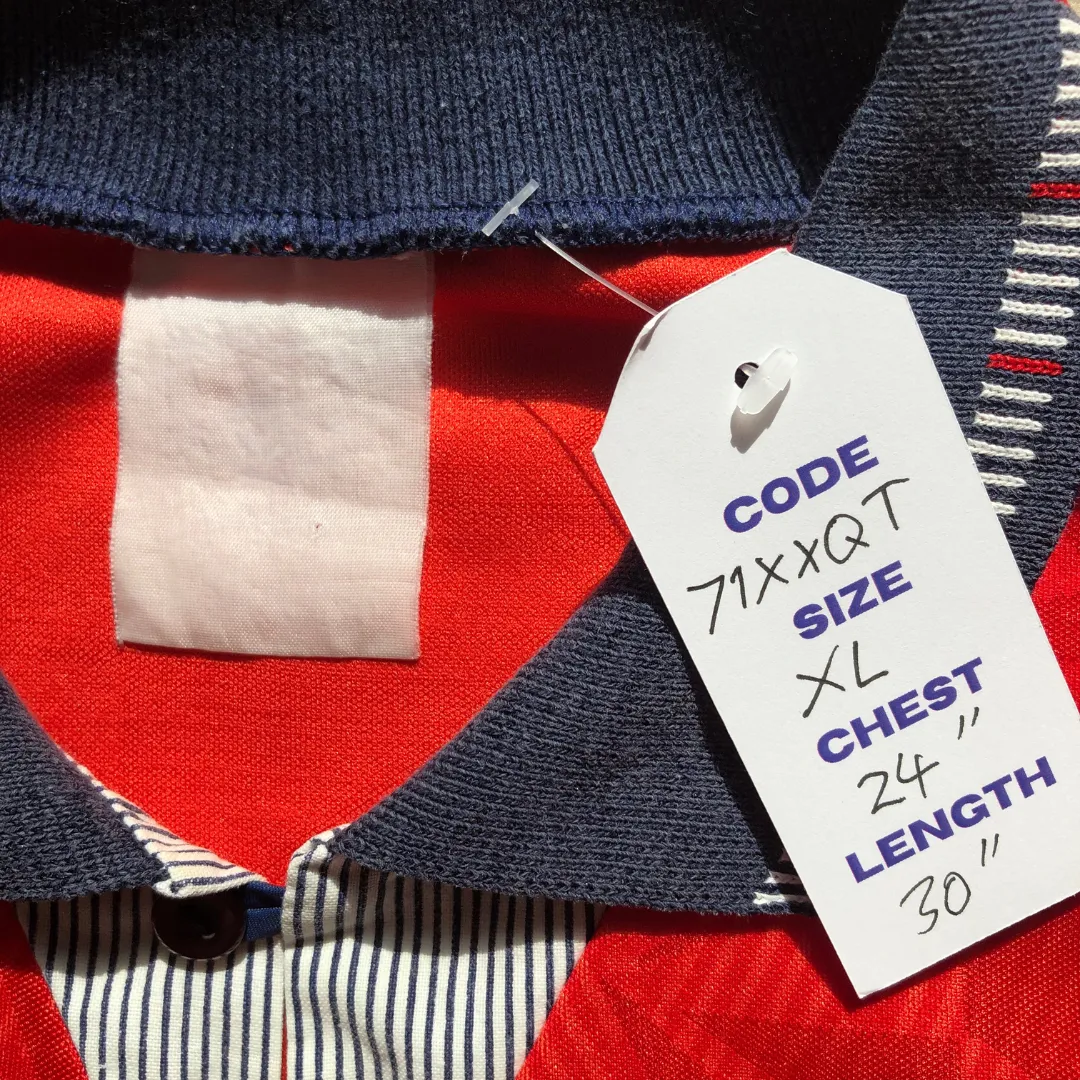 CODE
71XXQT
SIZE
XL
CHEST
24"
LENGTH
30"